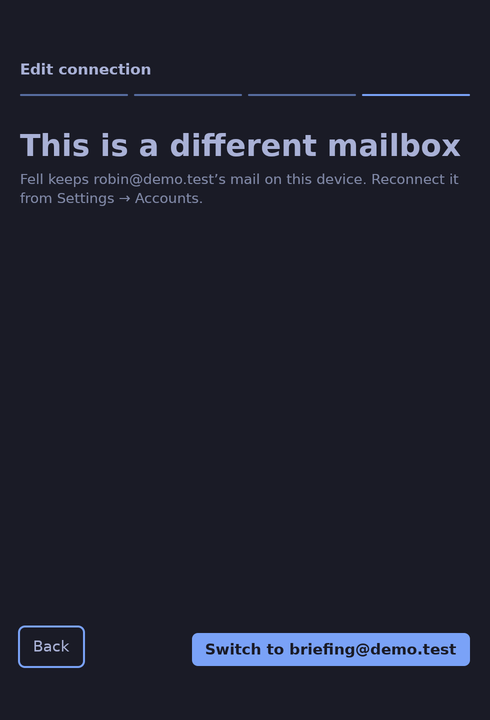 Edit connection
This is a different mailbox
Fell keeps robin@demo.test’s mail on this device. Reconnect it
from Settings → Accounts.
Back
Switch to briefing@demo.test